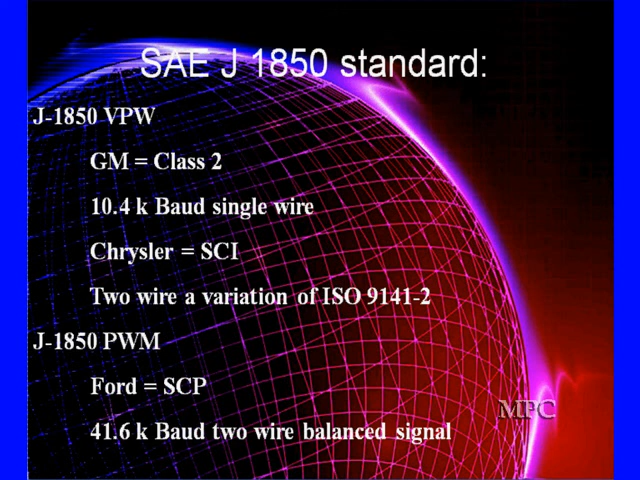 SAE J 1850 standard:
J-1850 VPW
GM = Class 2
10.4 k Baud single wire
Chrysler = SCI
Two wire a variation of ISO 9141-2
J-1850 PWM
Ford = SCP
MPC
41.6 k Baud two wire balanced signal